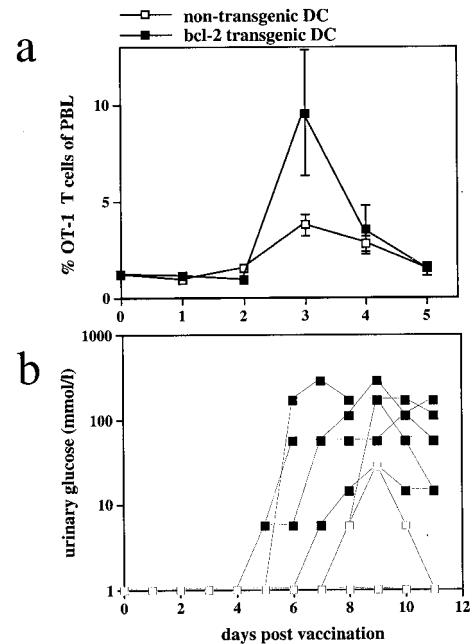 non-transgenic DC
bcl-2 transgenic DC
a
% OT-1 T cells of PBL
10
5
0
0 1 2 3 4 5
b
urinary glucose (mmol/l)
1000
100
10
1
0 2 4 6 8 10 12
days post vaccination